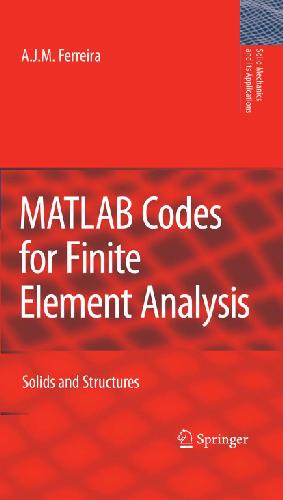 A.J.M. Ferreira
Solid Mechanics
and Its Applications
MATLAB Codes
for Finite
Element Analysis
Solids and Structures
Springer